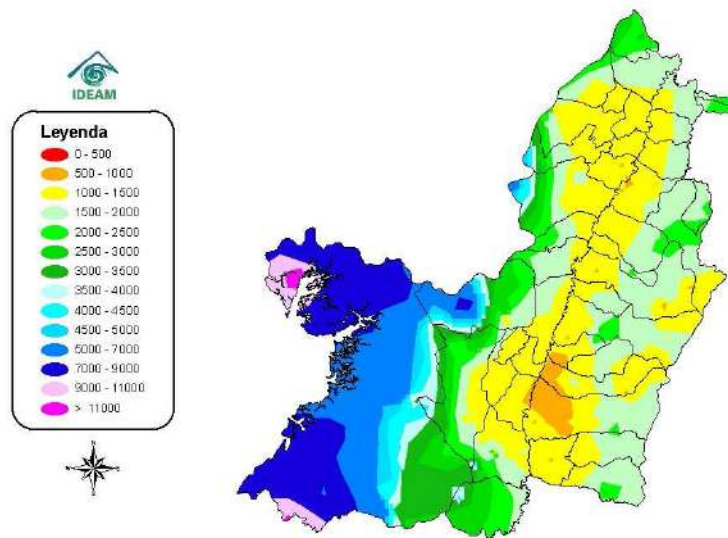 IDEAM
Leyenda
0 - 500
500 - 1000
1000 - 1500
1500 - 2000
2000 - 2500
2500 - 3000
3000 - 3500
3500 - 4000
4000 - 4500
4500 - 5000
5000 - 7000
7000 - 9000
9000 - 11000
> 11000
N
W
E
S